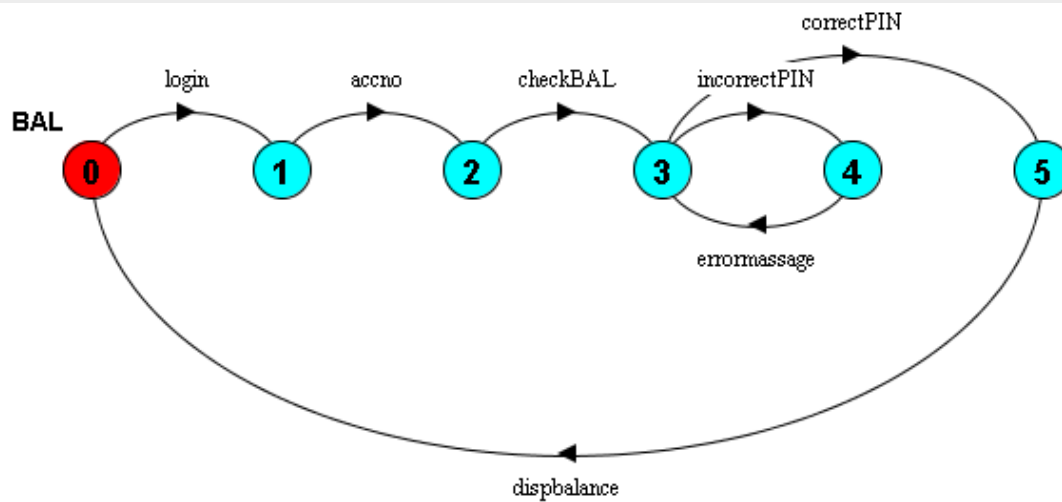 correctPIN
login
accno
checkBAL
incorrectPIN
BAL
0
1
2
3
4
5
errormassage
dispbalance